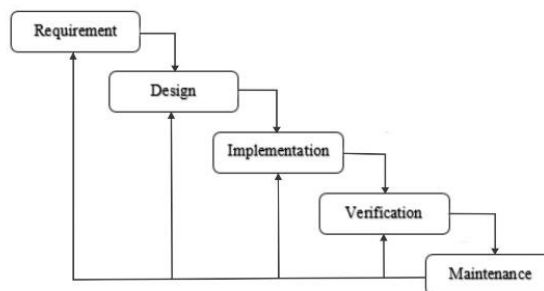 Requirement
Design
Implementation
Verification
Maintenance